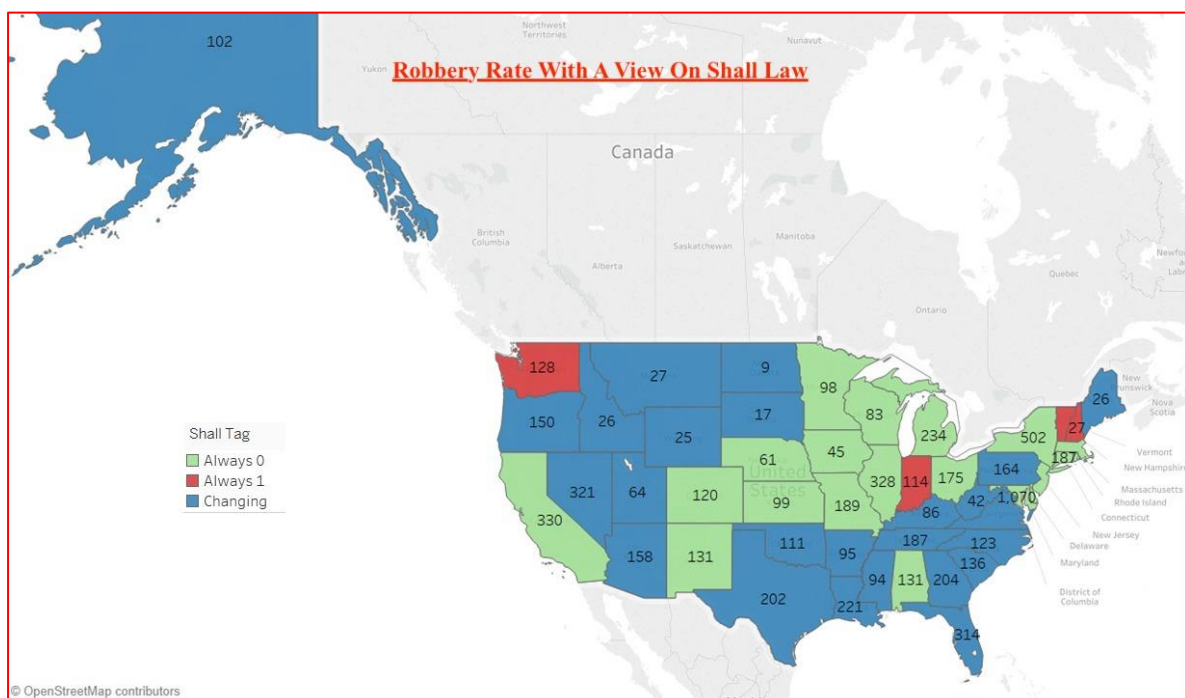 Northwest
Territories
Nunavut
102
Yukon
Robbery Rate With A View On Shall Law
Canada
British
Columbia
Alberta
Saskatchewan
Manitoba
Ontario
Quebec
New
Brunswick
Nova
Scotia
Shall Tag
Always 0
Always 1
Changing
128
27
9
98
26
150
26
17
83
234
502
27
25
45
187
61
United
States
328
114
175
164
321
64
120
99
189
86
42
1,070
330
158
131
111
95
187
123
136
202
94
131
204
221
314
Vermont
New Hampshire
Massachusetts
Rhode Island
Connecticut
New Jersey
Delaware
Maryland
District of
Columbia
© OpenStreetMap contributors